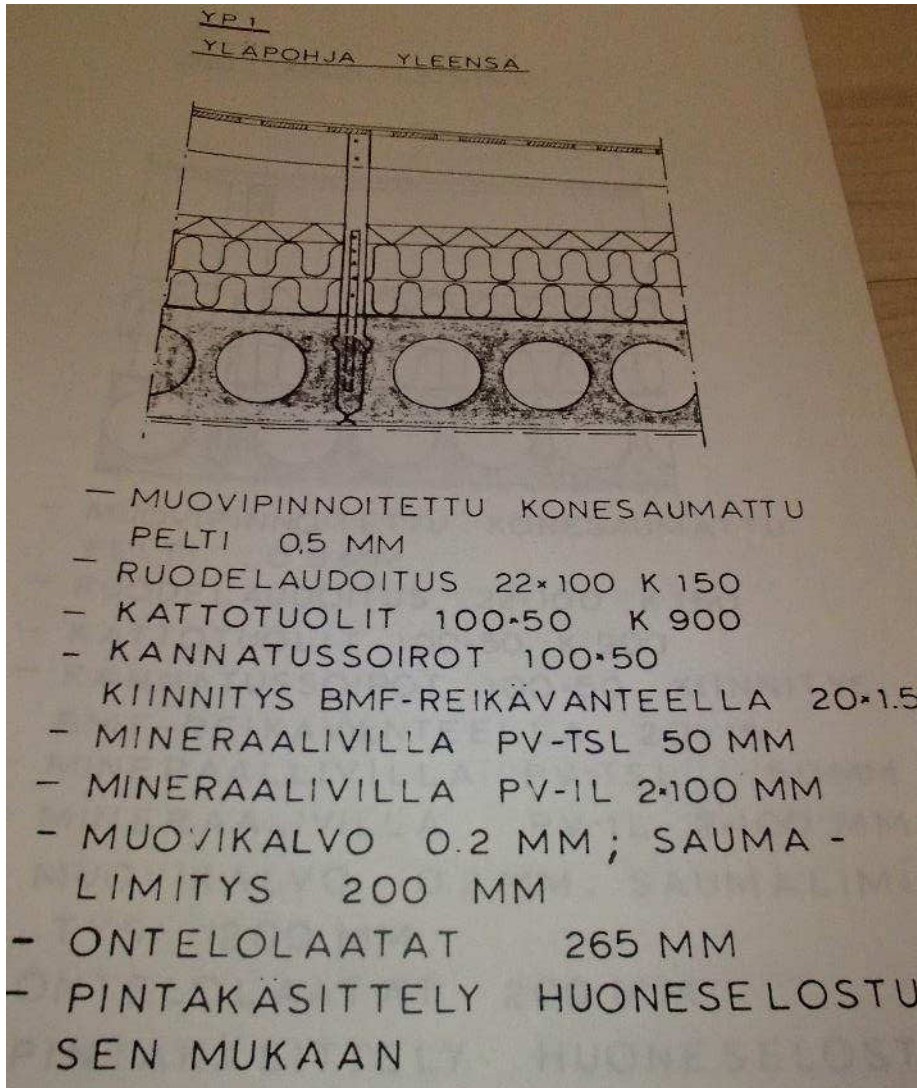 YP 1
YLÄPOHJA YLEENSÄ
— MUOVIPINNOITETTU KONESAUMATTU
PELTI 0,5 MM
— RUODELAUDOITUS 22×100 K 150
- KATTOTUOLIT 100×50 K 900
- KANNATUSSOIROT 100×50
KIINNITYS BMF-REIKÄVANTEELLA 20×1.5
- MINERAALIVILLA PV-TSL 50 MM
- MINERAALIVILLA PV-IL 2×100 MM
- MUOVIKALVO 0.2 MM ; SAUMA-
LIMITYS 200 MM
- ONTELOLAATAT 265 MM
- PINTAKÄSITTELY HUONESELOSTU
SEN MUKAAN